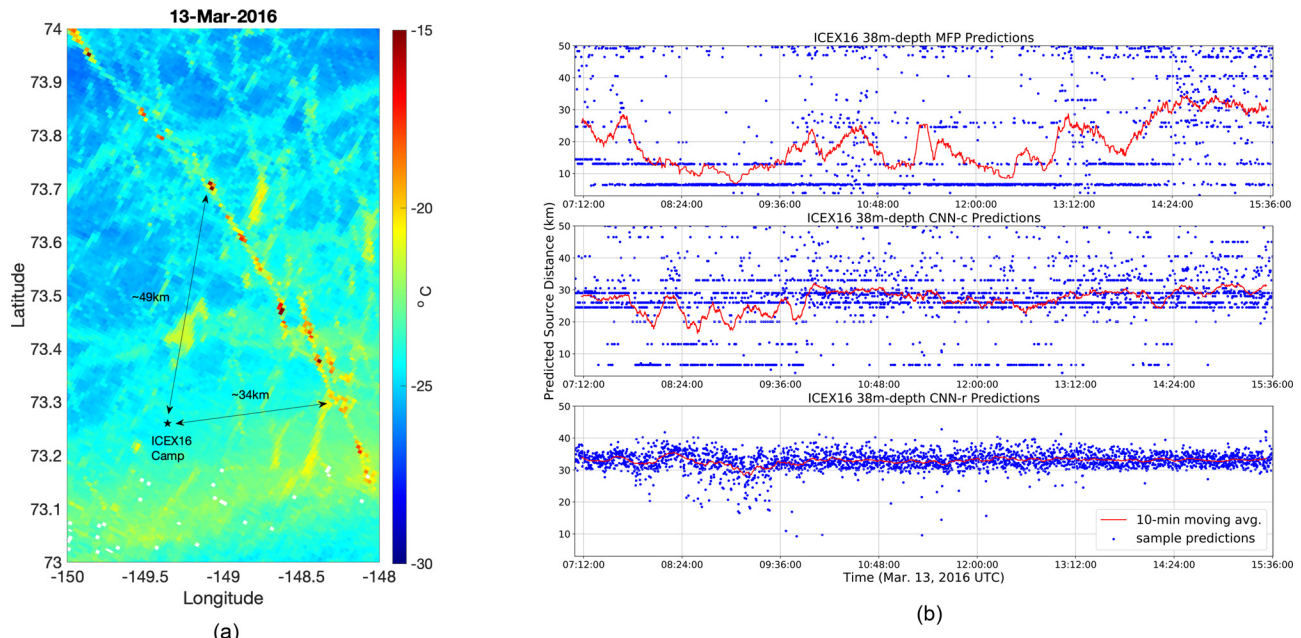 13-Mar-2016
74
73.9
73.8
73.7
73.6
73.5
73.4
73.3
73.2
73.1
73
Latitude
~49km
~34km
ICEX16
Camp
-150
-149.5
-149
-148.5
-148
Longitude
-15
-20
-25
-30
° C
(a)
ICEX16 38m-depth MFP Predictions
50
40
30
20
10
07:12:00 08:24:00 09:36:00 10:48:00 12:00:00 13:12:00 14:24:00 15:36:00
ICEX16 38m-depth CNN-c Predictions
50
40
30
20
10
Predicted Source Distance (km)
07:12:00 08:24:00 09:36:00 10:48:00 12:00:00 13:12:00 14:24:00 15:36:00
ICEX16 38m-depth CNN-r Predictions
50
40
30
20
10
10-min moving avg.
sample predictions
07:12:00 08:24:00 09:36:00 10:48:00 12:00:00 13:12:00 14:24:00 15:36:00
Time (Mar. 13, 2016 UTC)
(b)